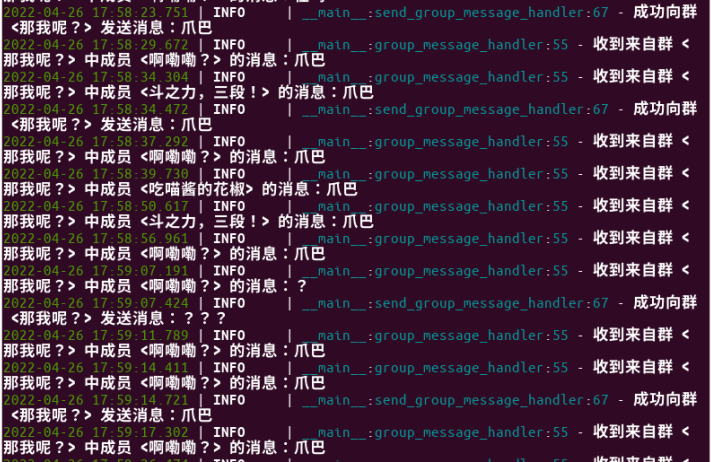 2022-04-26 17:58:23.751 | INFO     | __main__:send_group_message_handler:67 - 成功向群
<那我呢？> 发送消息：爪巴
2022-04-26 17:58:29.672 | INFO     | __main__:group_message_handler:55 - 收到来自群 <
那我呢？> 中成员 <啊嘞嘞？> 的消息：爪巴
2022-04-26 17:58:34.304 | INFO     | __main__:group_message_handler:55 - 收到来自群 <
那我呢？> 中成员 <斗之力，三段！> 的消息：爪巴
2022-04-26 17:58:34.472 | INFO     | __main__:send_group_message_handler:67 - 成功向群
<那我呢？> 发送消息：爪巴
2022-04-26 17:58:37.292 | INFO     | __main__:group_message_handler:55 - 收到来自群 <
那我呢？> 中成员 <啊嘞嘞？> 的消息：爪巴
2022-04-26 17:58:39.730 | INFO     | __main__:group_message_handler:55 - 收到来自群 <
那我呢？> 中成员 <吃喵酱的花椒> 的消息：爪巴
2022-04-26 17:58:50.617 | INFO     | __main__:group_message_handler:55 - 收到来自群 <
那我呢？> 中成员 <斗之力，三段！> 的消息：爪巴
2022-04-26 17:58:56.961 | INFO     | __main__:group_message_handler:55 - 收到来自群 <
那我呢？> 中成员 <啊嘞嘞？> 的消息：爪巴
2022-04-26 17:59:07.191 | INFO     | __main__:group_message_handler:55 - 收到来自群 <
那我呢？> 中成员 <啊嘞嘞？> 的消息：？
2022-04-26 17:59:07.424 | INFO     | __main__:send_group_message_handler:67 - 成功向群
<那我呢？> 发送消息：？？？
2022-04-26 17:59:11.789 | INFO     | __main__:group_message_handler:55 - 收到来自群 <
那我呢？> 中成员 <啊嘞嘞？> 的消息：爪巴
2022-04-26 17:59:14.411 | INFO     | __main__:group_message_handler:55 - 收到来自群 <
那我呢？> 中成员 <啊嘞嘞？> 的消息：爪巴
2022-04-26 17:59:14.721 | INFO     | __main__:send_group_message_handler:67 - 成功向群
<那我呢？> 发送消息：爪巴
2022-04-26 17:59:17.302 | INFO     | __main__:group_message_handler:55 - 收到来自群 <
那我呢？> 中成员 <啊嘞嘞？> 的消息：爪巴